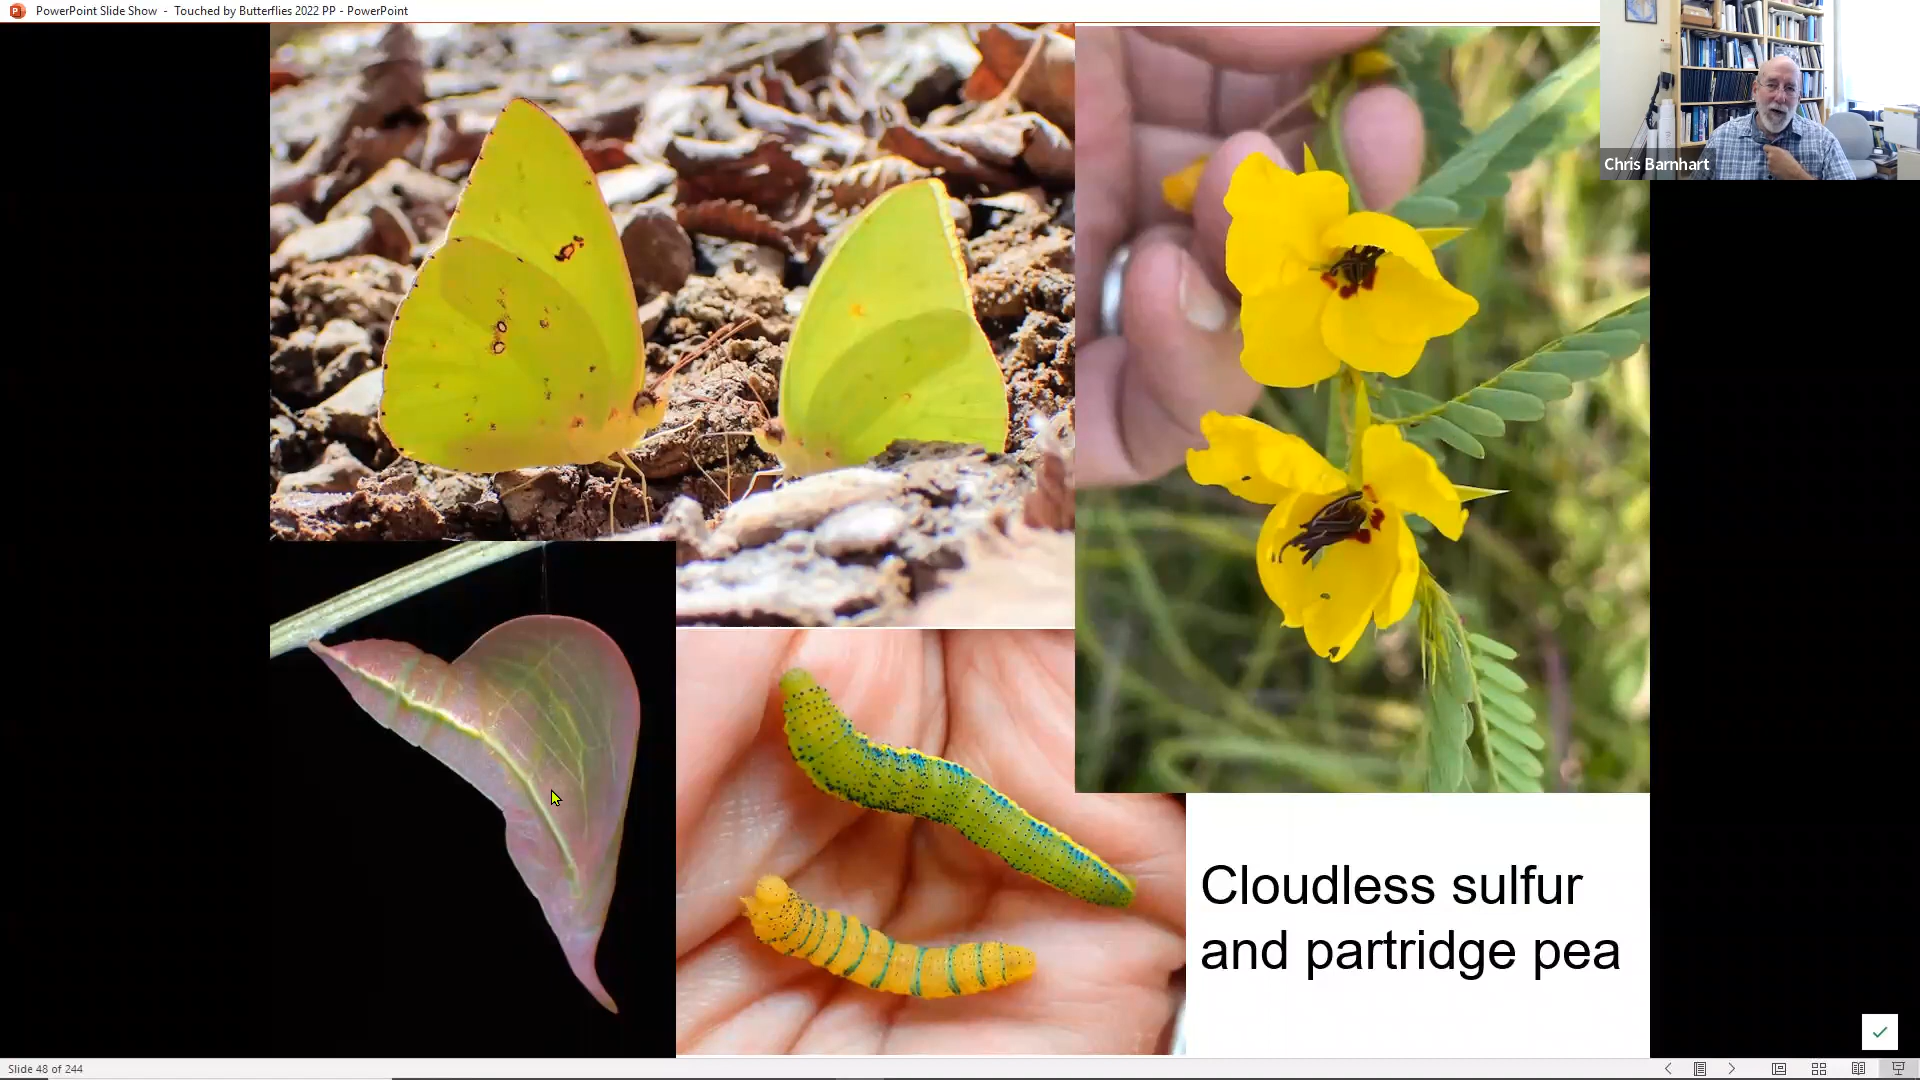 PowerPoint Slide Show - Touched by Butterflies 2022 PP - PowerPoint
Chris Barnhart
Cloudless sulfur
and partridge pea
Slide 48 of 244